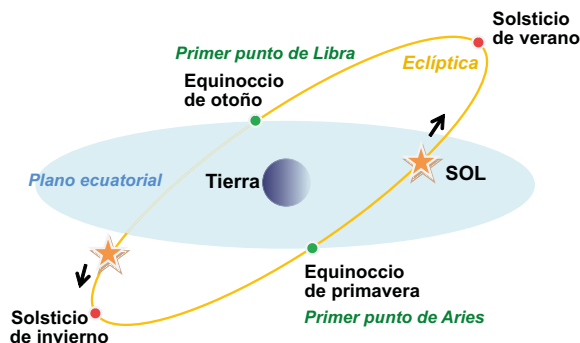 Solsticio
de verano
Primer punto de Libra
Eclíptica
Equinoccio
de otoño
Plano ecuatorial
Tierra
SOL
Equinoccio
de primavera
Primer punto de Aries
Solsticio
de invierno